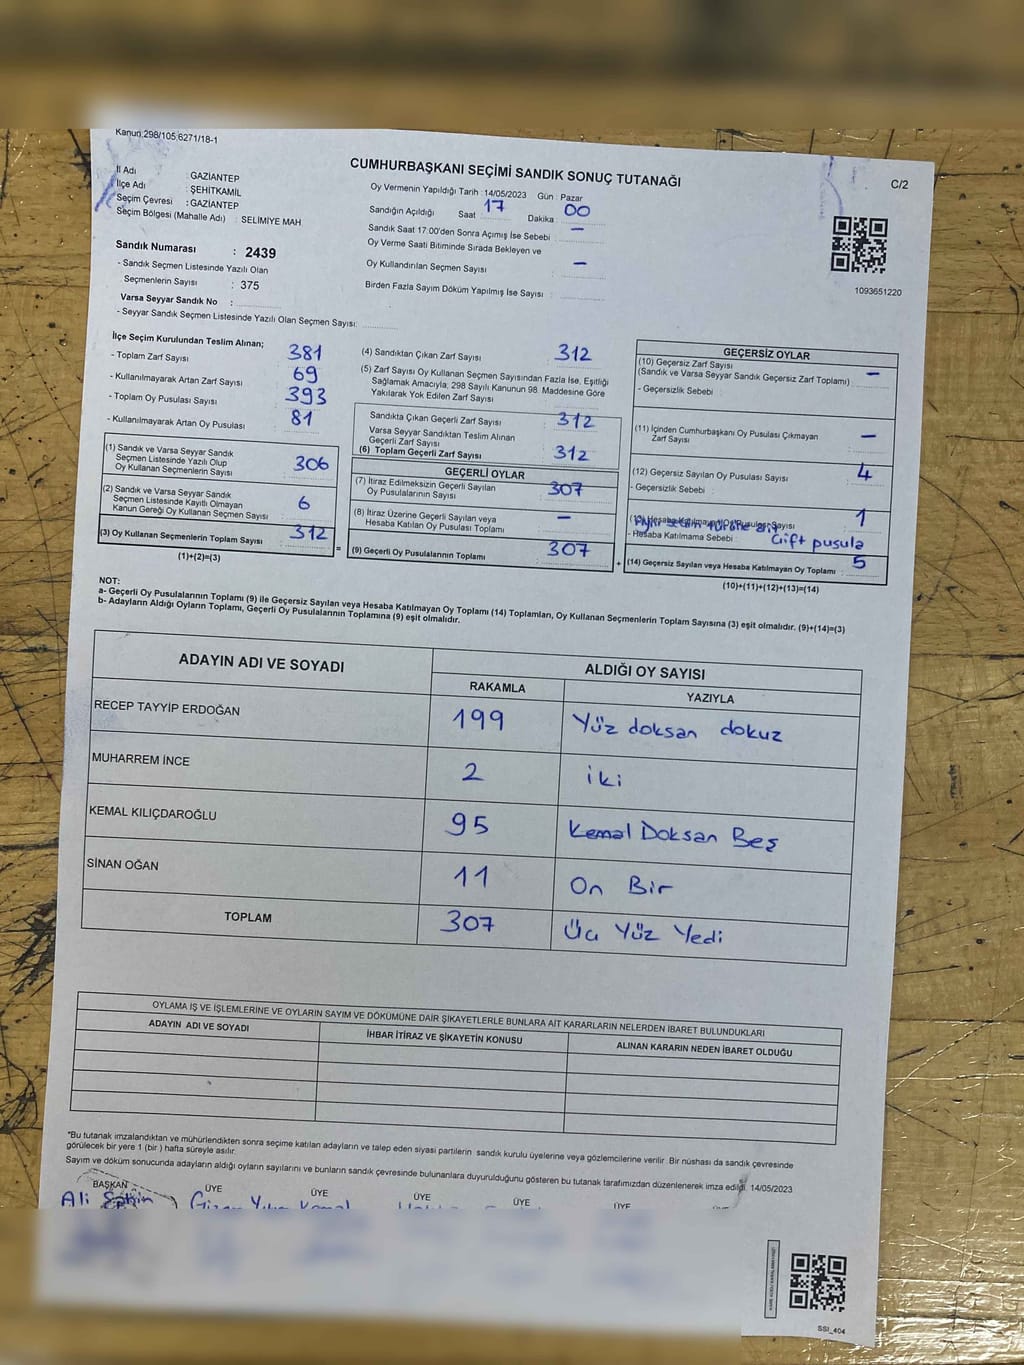 Kanun:298/105,6271/18-1
CUMHURBAŞKANI SEÇİMİ SANDIK SONUÇ TUTANAĞI
C/2
İl Adı : GAZİANTEP
İlçe Adı : ŞEHİTKAMİL
Seçim Çevresi : GAZİANTEP
Seçim Bölgesi (Mahalle Adı) : SELİMİYE MAH
Sandık Numarası : 2439
- Sandık Seçmen Listesinde Yazılı Olan
Seçmenlerin Sayısı : 375
Varsa Seyyar Sandık No :
- Seyyar Sandık Seçmen Listesinde Yazılı Olan Seçmen Sayısı:
Oy Vermenin Yapıldığı Tarih : 14/05/2023 Gün : Pazar
Sandığın Açıldığı Saat 17 Dakika : 00
Sandık Saat 17:00'den Sonra Açımış İse Sebebi : –
Oy Verme Saati Bitiminde Sırada Bekleyen ve
Oy Kullandırılan Seçmen Sayısı : –
Birden Fazla Sayım Döküm Yapılmış İse Sayısı :
1093651220
İlçe Seçim Kurulundan Teslim Alınan;
- Toplam Zarf Sayısı : 381
- Kullanılmayarak Artan Zarf Sayısı : 69
- Toplam Oy Pusulası Sayısı : 393
- Kullanılmayarak Artan Oy Pusulası : 81
(1) Sandık ve Varsa Seyyar Sandık
Seçmen Listesinde Yazılı Olup
Oy Kullanan Seçmenlerin Sayısı : 306
(2) Sandık ve Varsa Seyyar Sandık
Seçmen Listesinde Kayıtlı Olmayan
Kanun Gereği Oy Kullanan Seçmen Sayısı : 6
(3) Oy Kullanan Seçmenlerin Toplam Sayısı : 312
(1)+(2)=(3)
=
(4) Sandıktan Çıkan Zarf Sayısı : 312
(5) Zarf Sayısı Oy Kullanan Seçmen Sayısından Fazla İse, Eşitliği
Sağlamak Amacıyla; 298 Sayılı Kanunun 98. Maddesine Göre
Yakılarak Yok Edilen Zarf Sayısı :
Sandıkta Çıkan Geçerli Zarf Sayısı : 312
Varsa Seyyar Sandıktan Teslim Alınan
Geçerli Zarf Sayısı :
(6) Toplam Geçerli Zarf Sayısı : 312
GEÇERLİ OYLAR
(7) İtiraz Edilmeksizin Geçerli Sayılan
Oy Pusulalarının Sayısı : 307
(8) İtiraz Üzerine Geçerli Sayılan veya
Hesaba Katılan Oy Pusulası Toplamı : –
(9) Geçerli Oy Pusulalarının Toplamı : 307
+
GEÇERSİZ OYLAR
(10) Geçersiz Zarf Sayısı
(Sandık ve Varsa Seyyar Sandık Geçersiz Zarf Toplamı) : –
- Geçersizlik Sebebi :
(11) İçinden Cumhurbaşkanı Oy Pusulası Çıkmayan
Zarf Sayısı : –
(12) Geçersiz Sayılan Oy Pusulası Sayısı : 4
- Geçersizlik Sebebi :
(13) Hesaba Katılmayan Oy Pusulası Sayısı : 1
- Hesaba Katılmama Sebebi : Çift pusula
(14) Geçersiz Sayılan veya Hesaba Katılmayan Oy Toplamı : 5
(10)+(11)+(12)+(13)=(14)
NOT:
a- Geçerli Oy Pusulalarının Toplamı (9) ile Geçersiz Sayılan veya Hesaba Katılmayan Oy Toplamı (14) Toplamları, Oy Kullanan Seçmenlerin Toplam Sayısına (3) eşit olmalıdır. (9)+(14)=(3)
b- Adayların Aldığı Oyların Toplamı, Geçerli Oy Pusulalarının Toplamına (9) eşit olmalıdır.
ADAYIN ADI VE SOYADI ALDIĞI OY SAYISI
RAKAMLA YAZIYLA
RECEP TAYYİP ERDOĞAN 199 Yüz doksan dokuz
MUHARREM İNCE 2 iki
KEMAL KILIÇDAROĞLU 95 Kemal Doksan Beş
SİNAN OĞAN 11 On Bir
TOPLAM 307 Üç Yüz Yedi
OYLAMA İŞ VE İŞLEMLERİNE VE OYLARIN SAYIM VE DÖKÜMÜNE DAİR ŞİKAYETLERLE BUNLARA AİT KARARLARIN NELERDEN İBARET BULUNDUKLARI
ADAYIN ADI VE SOYADI İHBAR İTİRAZ VE ŞİKAYETİN KONUSU ALINAN KARARIN NEDEN İBARET OLDUĞU
*Bu tutanak imzalandıktan ve mühürlendikten sonra seçime katılan adayların ve talep eden siyasi partilerin sandık kurulu üyelerine veya gözlemcilerine verilir. Bir nüshası da sandık çevresinde
görülecek bir yere 1 (bir ) hafta süreyle asılır.
Sayım ve döküm sonucunda adayların aldığı oyların sayılarını ve bunların sandık çevresinde bulunanlara duyurulduğunu gösteren bu tutanak tarafımızdan düzenlenerek imza edildi. 14/05/2023
BAŞKAN ÜYE ÜYE ÜYE ÜYE ÜYE
Ali Şahin
SSI_404